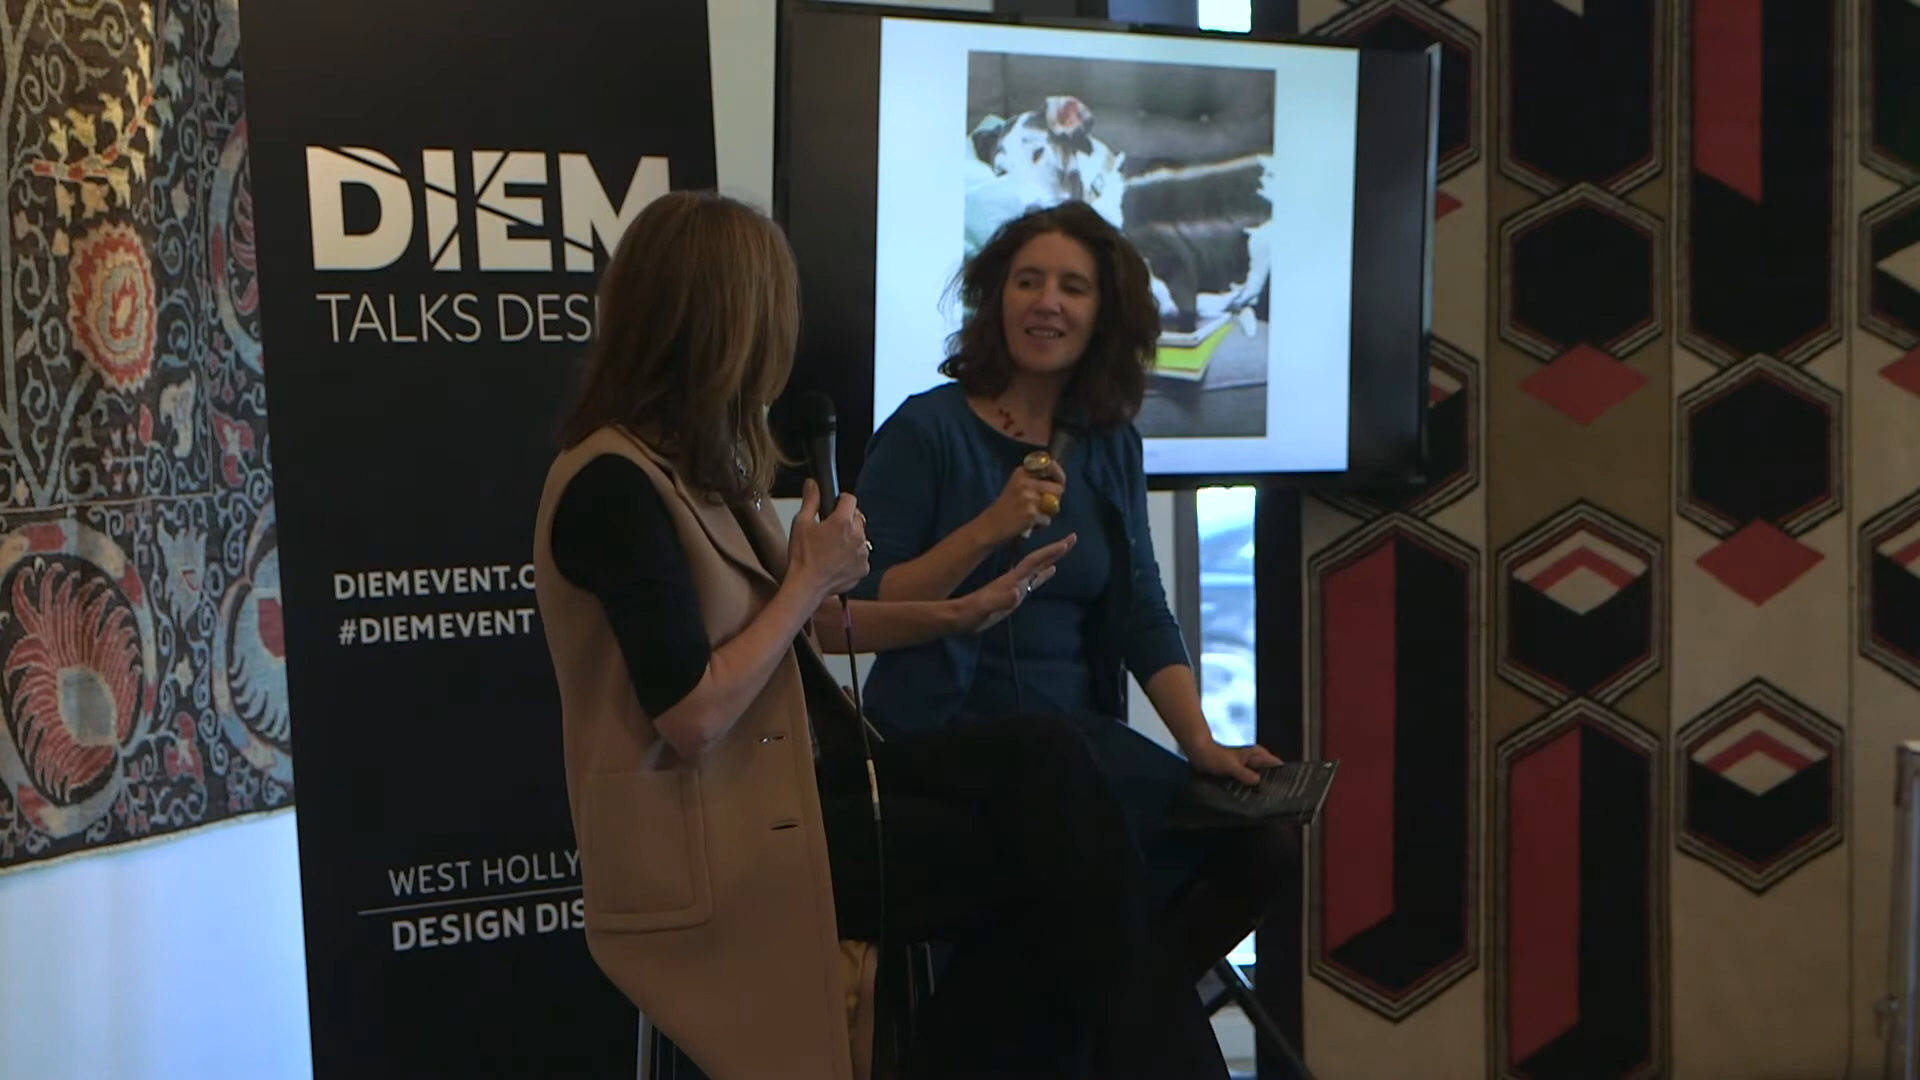 DIEM
TALKS DESI
DIEMEVENT.C
#DIEMEVENT
WEST HOLLY
DESIGN DIS